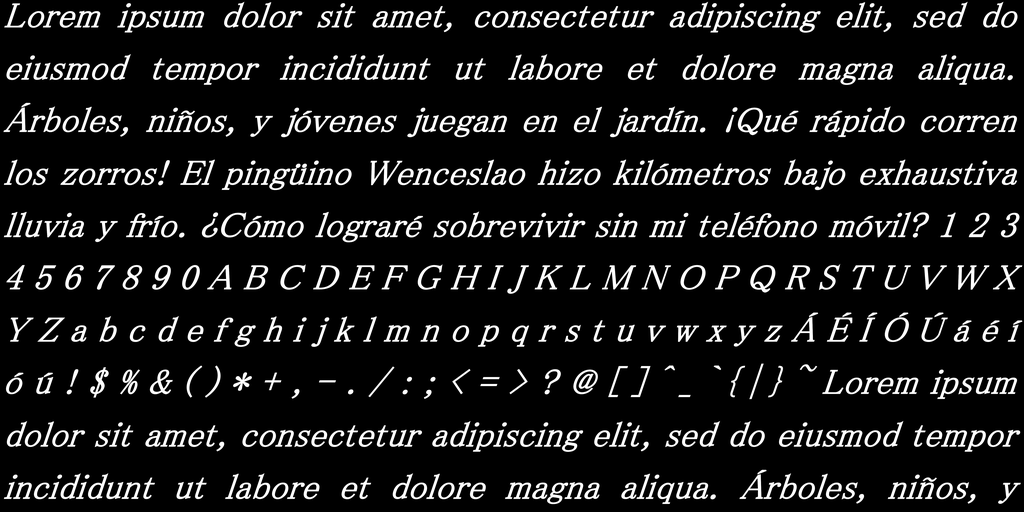 Lorem ipsum dolor sit amet, consectetur adipiscing elit, sed do
eiusmod tempor incididunt ut labore et dolore magna aliqua.
Árboles, niños, y jóvenes juegan en el jardín. ¡Qué rápido corren
los zorros! El pingüino Wenceslao hizo kilómetros bajo exhaustiva
lluvia y frío. ¿Cómo lograré sobrevivir sin mi teléfono móvil? 1 2 3
4 5 6 7 8 9 0 A B C D E F G H I J K L M N O P Q R S T U V W X
Y Z a b c d e f g h i j k l m n o p q r s t u v w x y z Á É Í Ó Ú á é í
ó ú ! $ % & ( ) * + , - . / : ; < = > ? @ [ ] ^ _ ` { | } ~ Lorem ipsum
dolor sit amet, consectetur adipiscing elit, sed do eiusmod tempor
incididunt ut labore et dolore magna aliqua. Árboles, niños, y